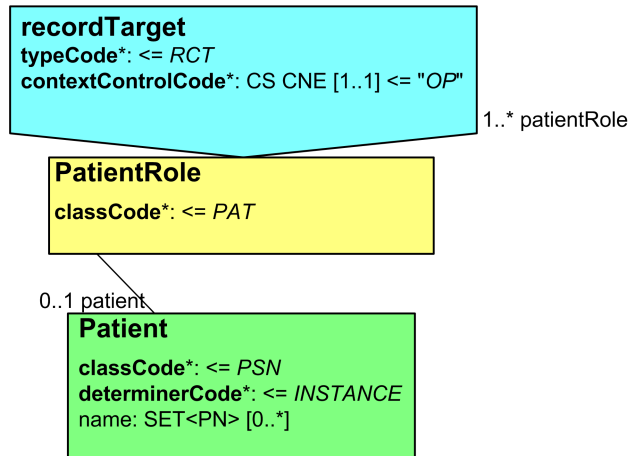 recordTarget
typeCode*: <= RCT
contextControlCode*: CS CNE [1..1] <= "OP"
1..* patientRole
PatientRole
classCode*: <= PAT
0..1 patient
Patient
classCode*: <= PSN
determinerCode*: <= INSTANCE
name: SET<PN> [0..*]